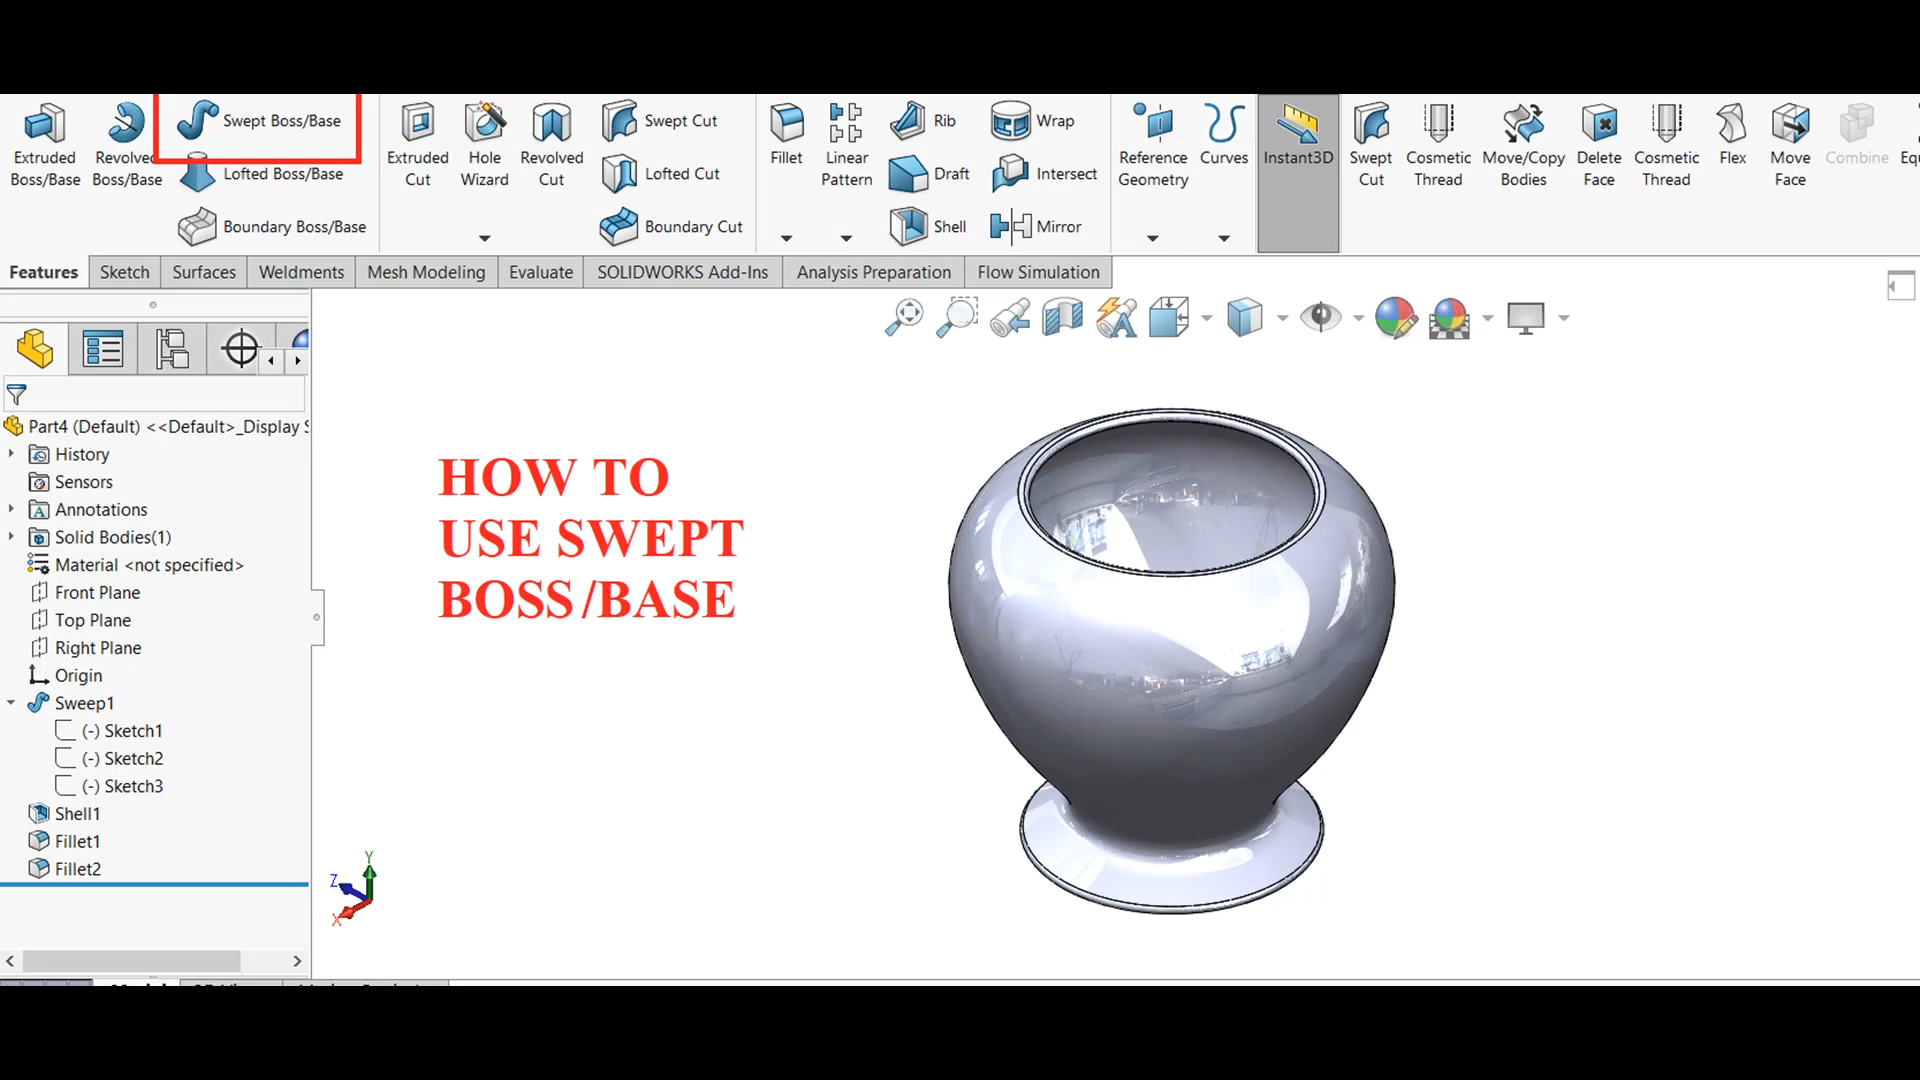 Extruded Boss/Base
Revolved Boss/Base
Swept Boss/Base
Lofted Boss/Base
Boundary Boss/Base
Extruded Cut
Hole Wizard
Revolved Cut
Swept Cut
Lofted Cut
Boundary Cut
Fillet
Linear Pattern
Rib
Draft
Shell
Wrap
Intersect
Mirror
Reference Geometry
Curves
Instant3D
Swept Cut
Cosmetic Thread
Move/Copy Bodies
Delete Face
Cosmetic Thread
Flex
Move Face
Combine
Features
Sketch
Surfaces
Weldments
Mesh Modeling
Evaluate
SOLIDWORKS Add-Ins
Analysis Preparation
Flow Simulation
Part4 (Default) <<Default>_Display S
History
Sensors
Annotations
Solid Bodies(1)
Material <not specified>
Front Plane
Top Plane
Right Plane
Origin
Sweep1
(-) Sketch1
(-) Sketch2
(-) Sketch3
Shell1
Fillet1
Fillet2
HOW TO
USE SWEPT
BOSS /BASE
Y
Z
X